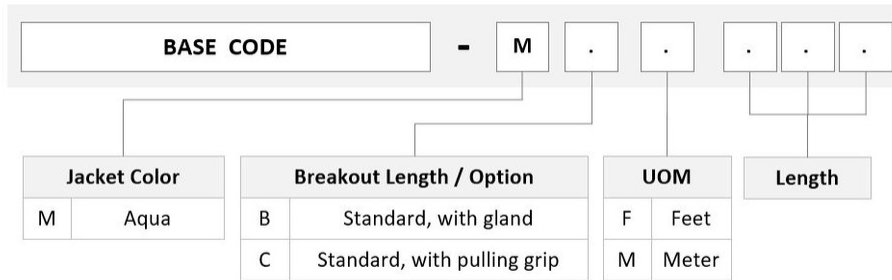 BASE CODE - M . . . . .
Jacket Color Breakout Length / Option UOM Length
M Aqua B Standard, with gland F Feet
C Standard, with pulling grip M Meter